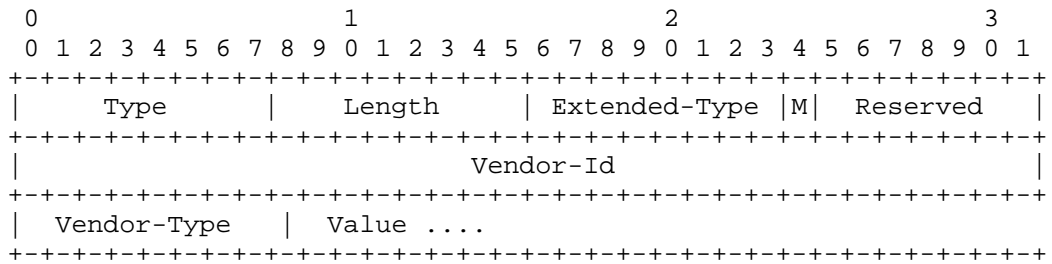 0                   1                   2                   3
 0 1 2 3 4 5 6 7 8 9 0 1 2 3 4 5 6 7 8 9 0 1 2 3 4 5 6 7 8 9 0 1
+-+-+-+-+-+-+-+-+-+-+-+-+-+-+-+-+-+-+-+-+-+-+-+-+-+-+-+-+-+-+-+-+
|     Type      |    Length     | Extended-Type |M|  Reserved   |
+-+-+-+-+-+-+-+-+-+-+-+-+-+-+-+-+-+-+-+-+-+-+-+-+-+-+-+-+-+-+-+-+
|                            Vendor-Id                          |
+-+-+-+-+-+-+-+-+-+-+-+-+-+-+-+-+-+-+-+-+-+-+-+-+-+-+-+-+-+-+-+-+
|  Vendor-Type   |  Value ....
+-+-+-+-+-+-+-+-+-+-+-+-+-+-+-+-+-+-+-+-+-+-+-+-+-+-+-+-+-+-+-+-+